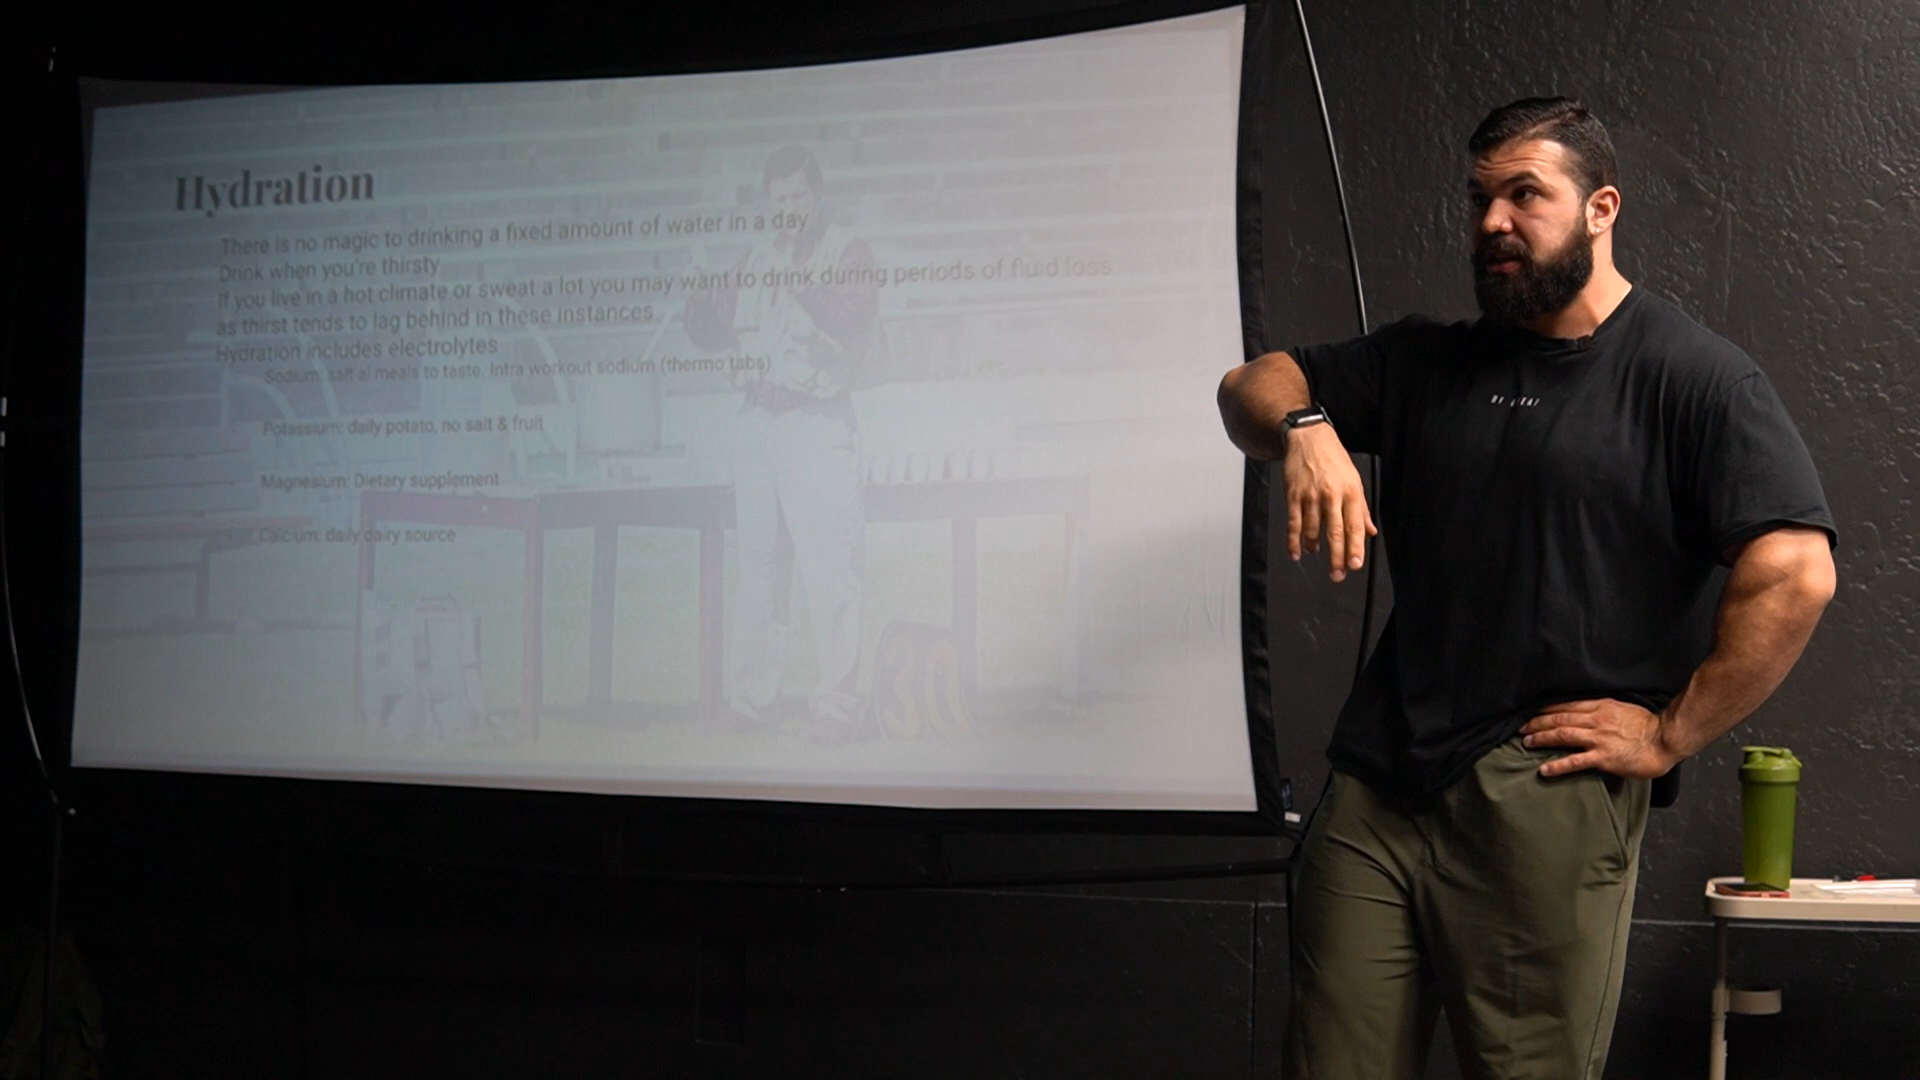 Hydration
There is no magic to drinking a fixed amount of water in a day
Drink when you're thirsty
If you live in a hot climate or sweat a lot you may want to drink during periods of fluid loss
as thirst tends to lag behind in these instances
Hydration includes electrolytes
Sodium: salt al meals to taste. Intra workout sodium (thermo tabs)
Potassium: daily potato, no salt & fruit
Magnesium: Dietary supplement
Calcium: daily dairy source
30